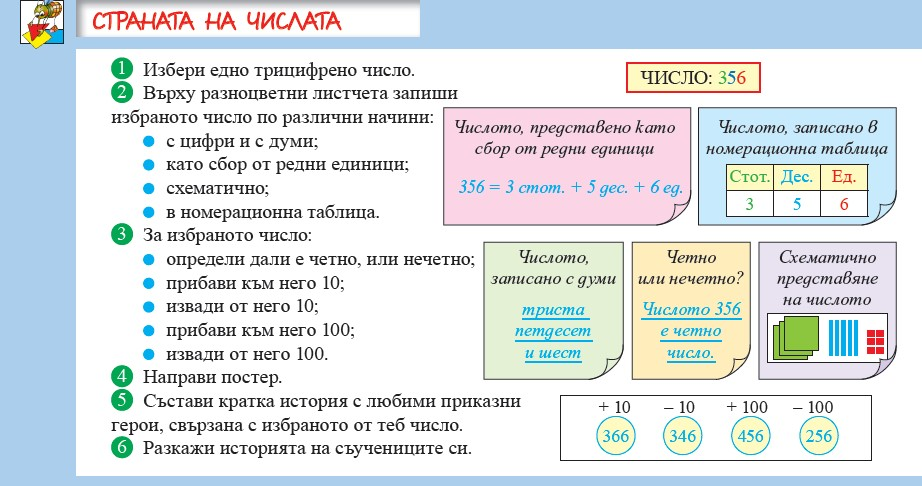 СТРАНАТА НА ЧИСЛАТА
1 Избери едно трицифрено число.
2 Върху разноцветни листчета запиши
избраното число по различни начини:
• с цифри и с думи;
• като сбор от редни единици;
• схематично;
• в номерационна таблица.
3 За избраното число:
• определи дали е четно, или нечетно;
• прибави към него 10;
• извади от него 10;
• прибави към него 100;
• извади от него 100.
4 Направи постер.
5 Състави кратка история с любими приказни
герои, свързана с избраното от теб число.
6 Разкажи историята на съучениците си.
ЧИСЛО: 356
Числото, представено като
сбор от редни единици
356 = 3 стот. + 5 дес. + 6 ед.
Числото, записано в
номерационна таблица
Стот. Дес. Ед.
3 5 6
Числото,
записано с думи
триста
петдесет
и шест
Четно
или нечетно?
Числото 356
е четно
число.
Схематично
представяне
на числото
+ 10 – 10 + 100 – 100
366 346 456 256